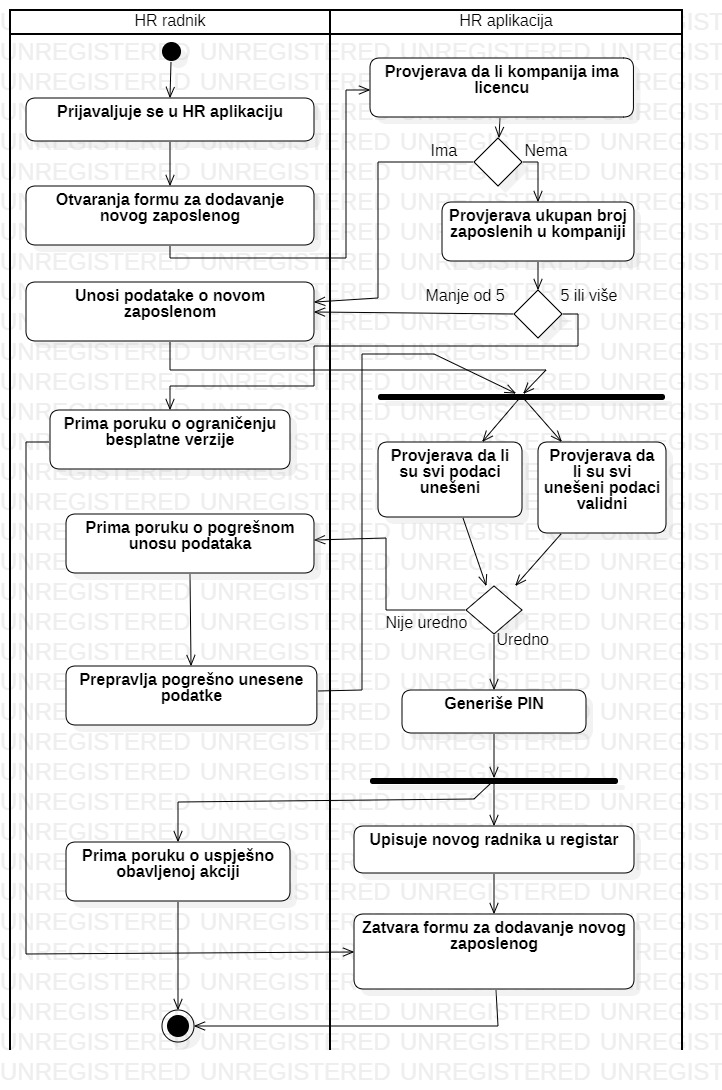 HR radnik
HR aplikacija
Prijavaljuje se u HR aplikaciju
Otvaranja formu za dodavanje
novog zaposlenog
Provjerava da li kompanija ima
licencu
Ima
Nema
Provjerava ukupan broj
zaposlenih u kompaniji
Manje od 5
5 ili više
Unosi podatake o novom
zaposlenom
Prima poruku o ograničenju
besplatne verzije
Provjerava da li
su svi podaci
unešeni
Provjerava da
li su svi
unešeni podaci
validni
Prima poruku o pogrešnom
unosu podataka
Nije uredno
Uredno
Prepravlja pogrešno unesene
podatke
Generiše PIN
Upisuje novog radnika u registar
Prima poruku o uspješno
obavljenoj akciji
Zatvara formu za dodavanje novog
zaposlenog
UNREGISTERED